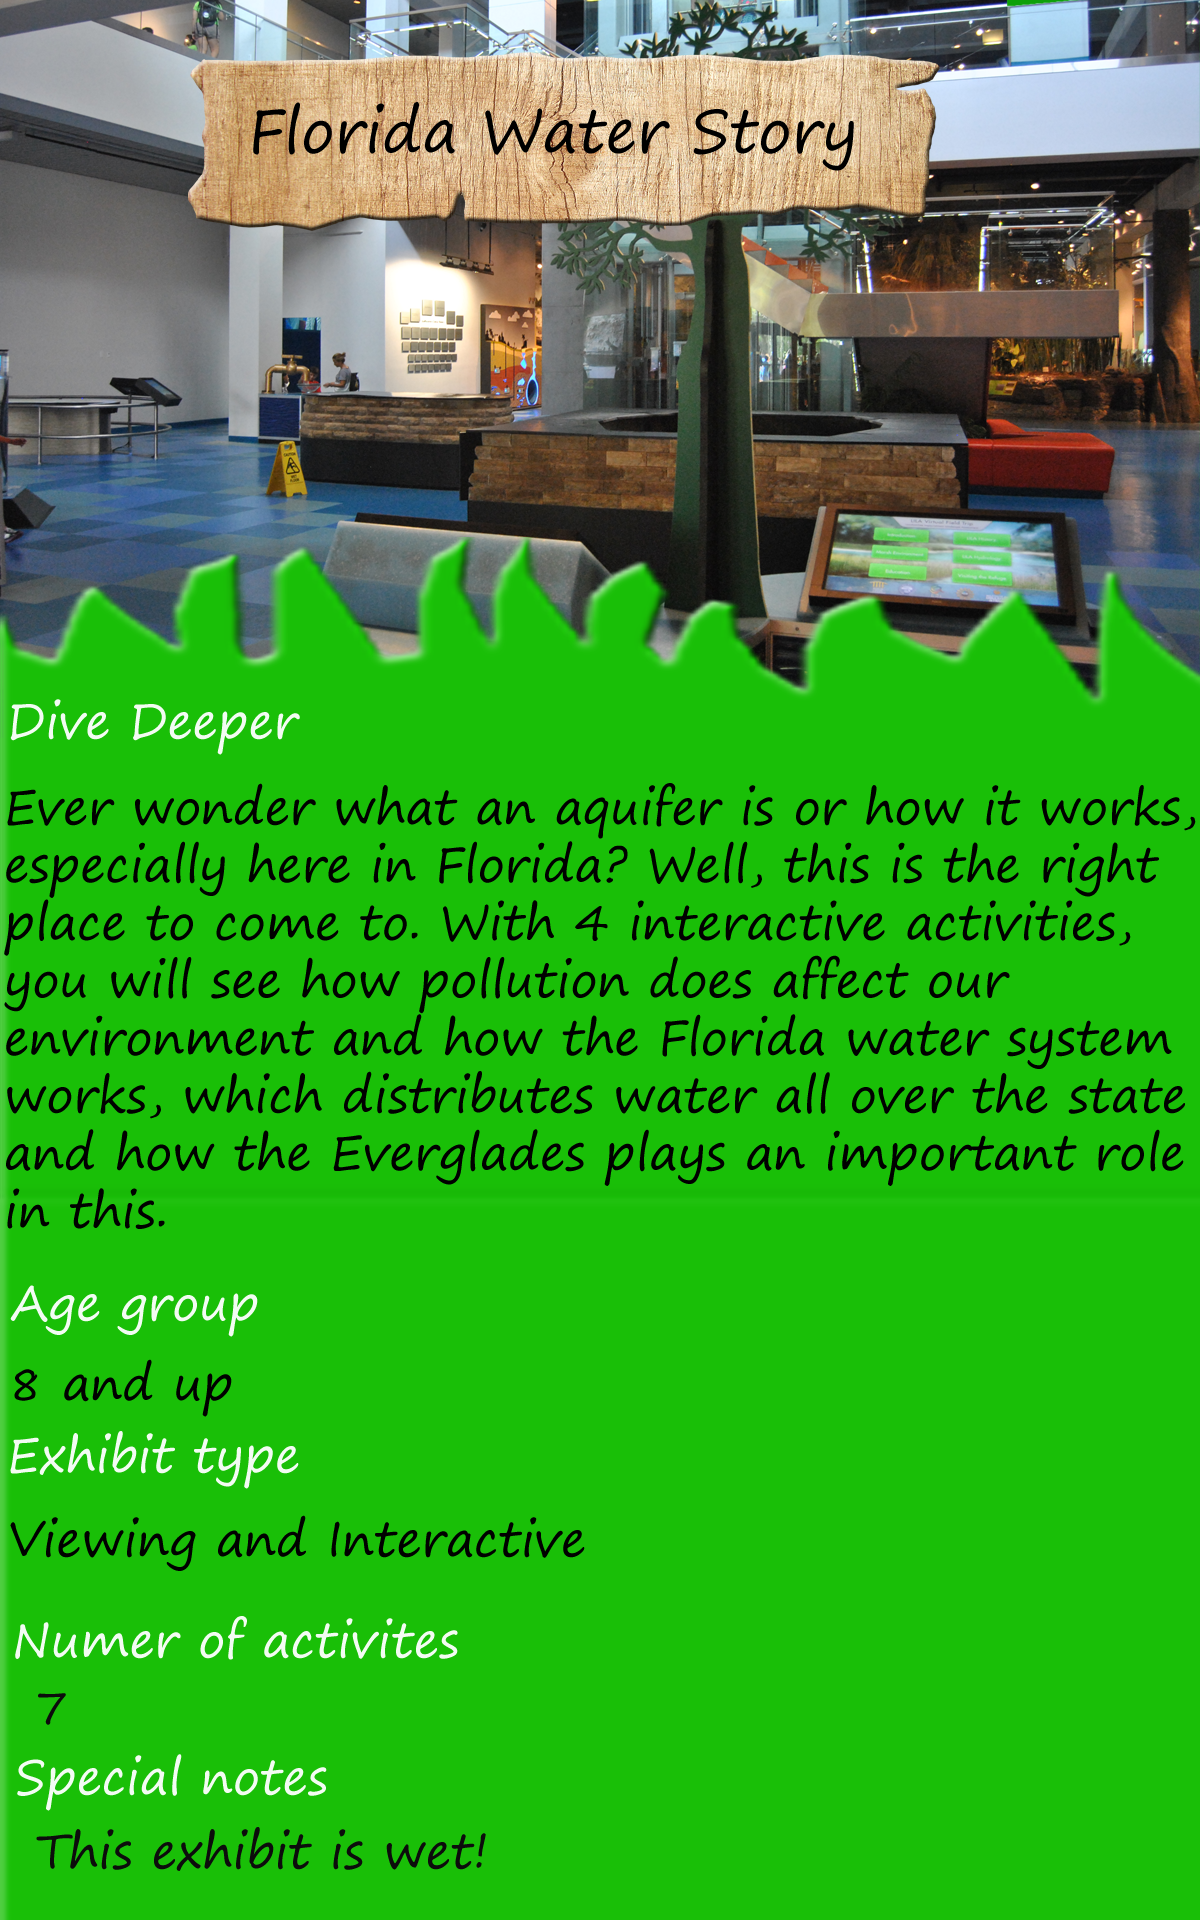 Florida Water Story
Dive Deeper
Ever wonder what an aquifer is or how it works,
especially here in Florida? Well, this is the right
place to come to. With 4 interactive activities,
you will see how pollution does affect our
environment and how the Florida water system
works, which distributes water all over the state
and how the Everglades plays an important role
in this.
Age group
8 and up
Exhibit type
Viewing and Interactive
Numer of activites
7
Special notes
This exhibit is wet!